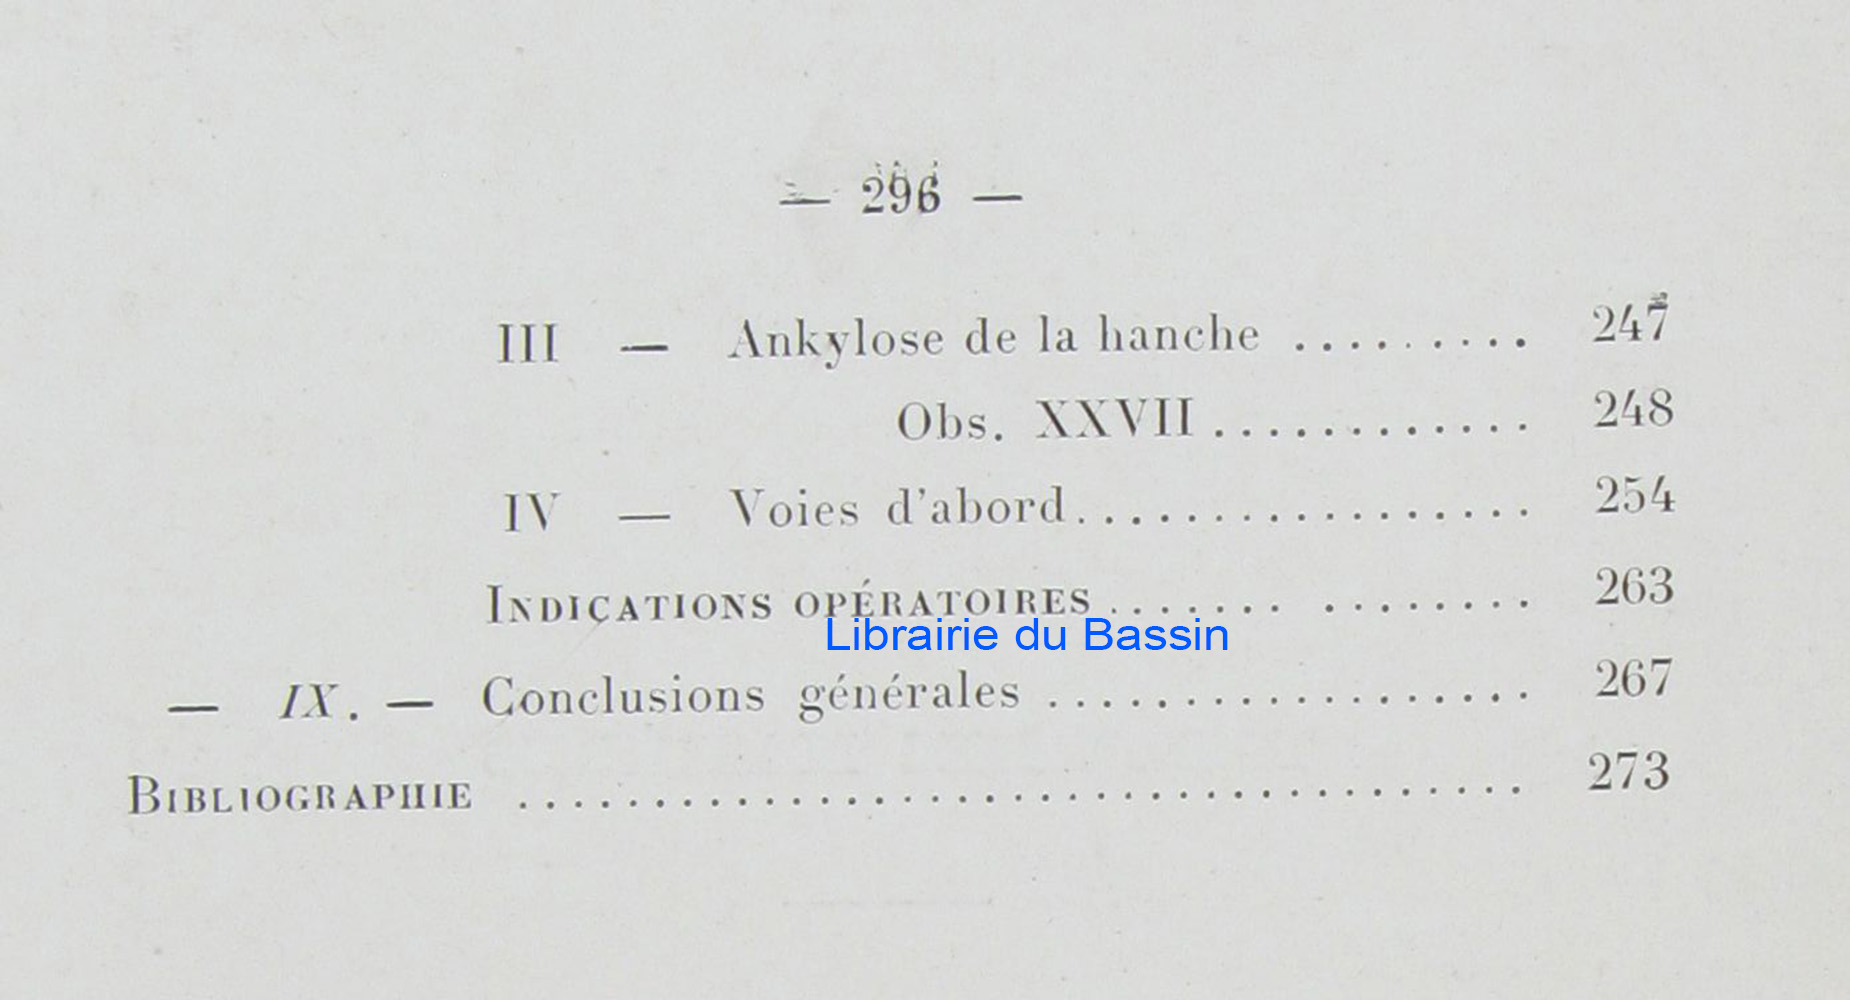 — 296 —
III — Ankylose de la hanche ......... 247
Obs. XXVII ............ 248
IV — Voies d'abord................. 254
INDICATIONS OPÉRATOIRES ....... ........ 263
Librairie du Bassin
— IX. — Conclusions générales .................. 267
BIBLIOGRAPHIE ..................................... 273